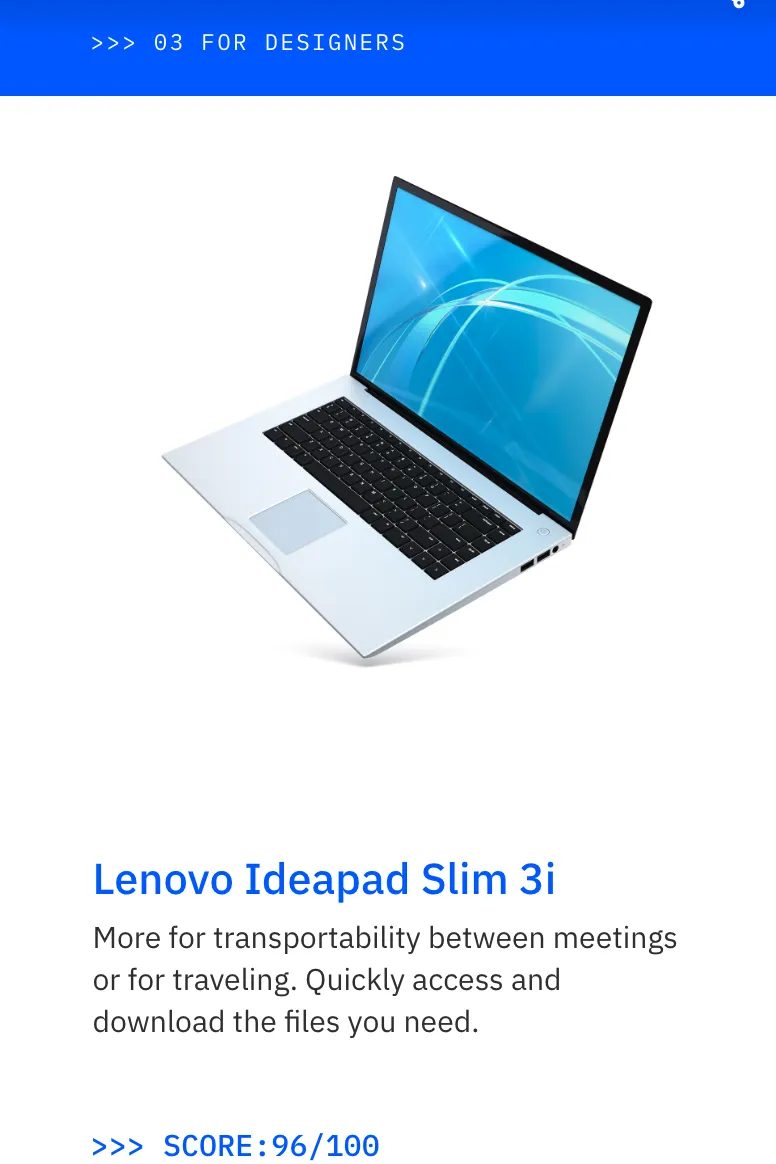 >>> 03 FOR DESIGNERS
Lenovo Ideapad Slim 3i
More for transportability between meetings
or for traveling. Quickly access and
download the files you need.
>>> SCORE:96/100